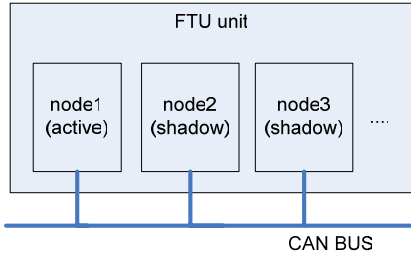 FTU unit
node1
(active)
node2
(shadow)
node3
(shadow)
....
CAN BUS